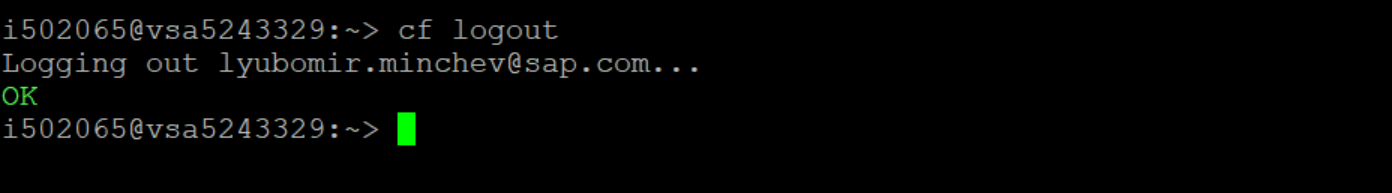 i502065@vsa5243329:~> cf logout
Logging out lyubomir.minchev@sap.com...
OK
i502065@vsa5243329:~>